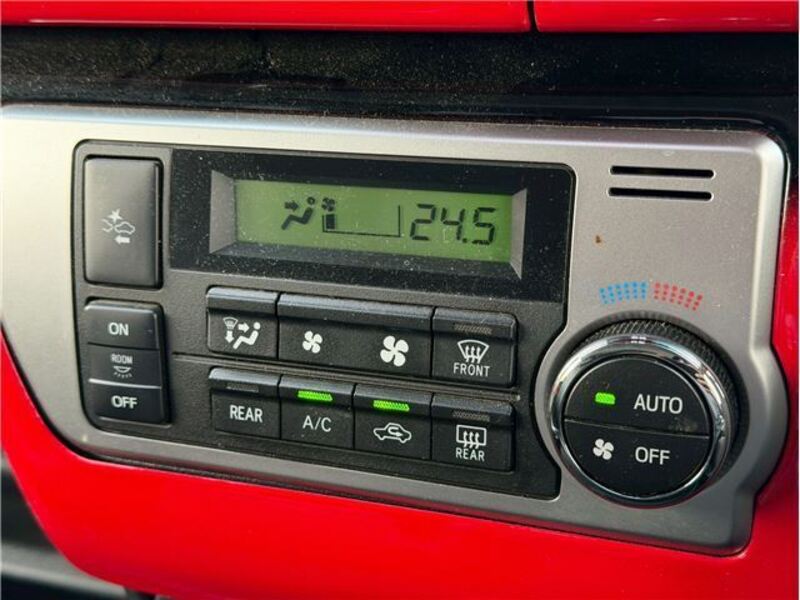 24.5
ON
ROOM
OFF
FRONT
REAR
A/C
REAR
AUTO
OFF